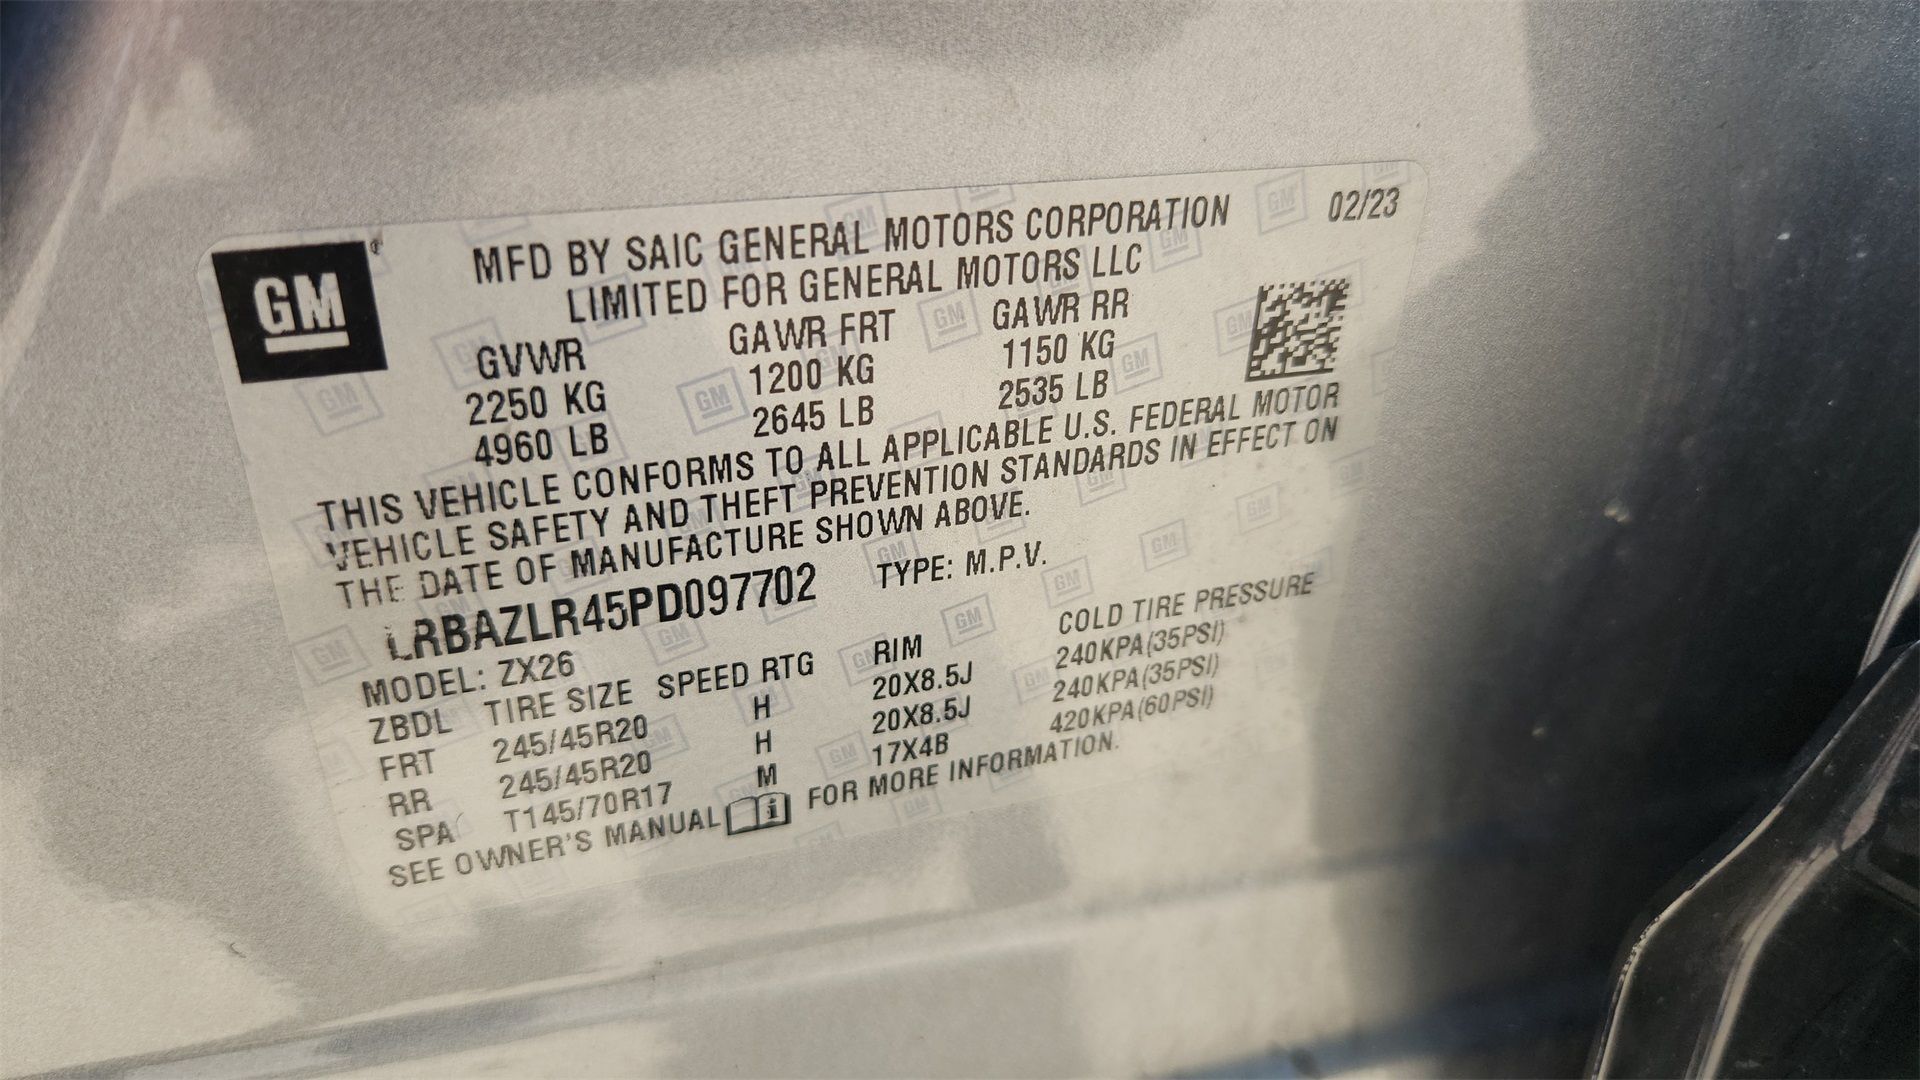 GM ®
MFD BY SAIC GENERAL MOTORS CORPORATION
LIMITED FOR GENERAL MOTORS LLC
02/23
GVWR GAWR FRT GAWR RR
2250 KG 1200 KG 1150 KG
4960 LB 2645 LB 2535 LB
THIS VEHICLE CONFORMS TO ALL APPLICABLE U.S. FEDERAL MOTOR
VEHICLE SAFETY AND THEFT PREVENTION STANDARDS IN EFFECT ON
THE DATE OF MANUFACTURE SHOWN ABOVE.
LRBAZLR45PD097702 TYPE: M.P.V.
MODEL: ZX26
ZBDL TIRE SIZE SPEED RTG RIM COLD TIRE PRESSURE
FRT 245/45R20 H 20X8.5J 240KPA(35PSI)
RR 245/45R20 H 20X8.5J 240KPA(35PSI)
SPA T145/70R17 M 17X4B 420KPA(60PSI)
SEE OWNER'S MANUAL FOR MORE INFORMATION.